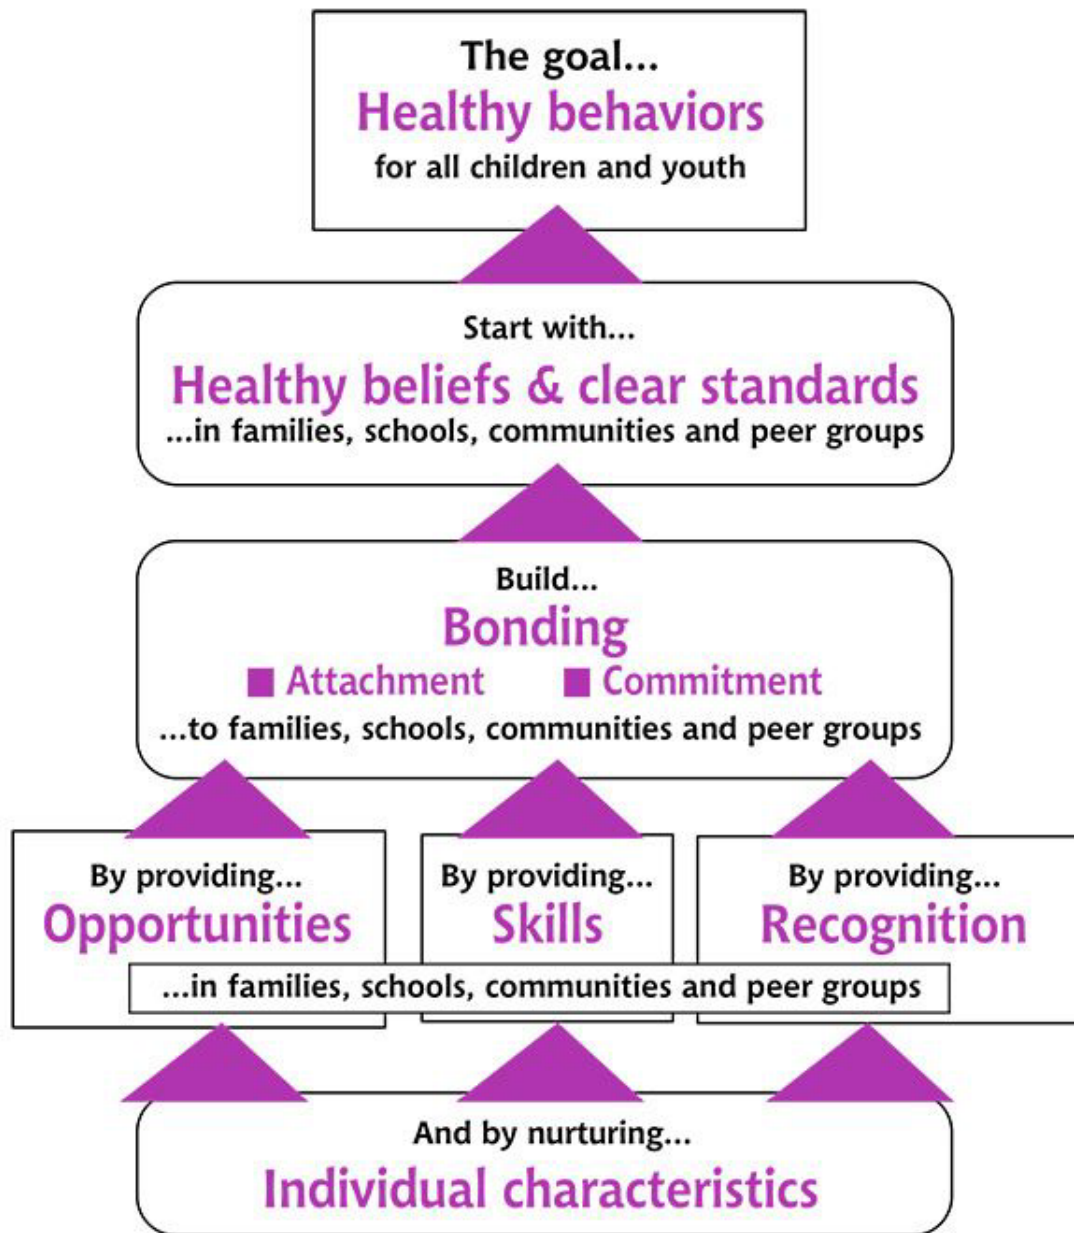 The goal...
Healthy behaviors
for all children and youth
Start with...
Healthy beliefs & clear standards
...in families, schools, communities and peer groups
Build...
Bonding
■ Attachment ■ Commitment
...to families, schools, communities and peer groups
By providing...
Opportunities
By providing...
Skills
By providing...
Recognition
...in families, schools, communities and peer groups
And by nurturing...
Individual characteristics